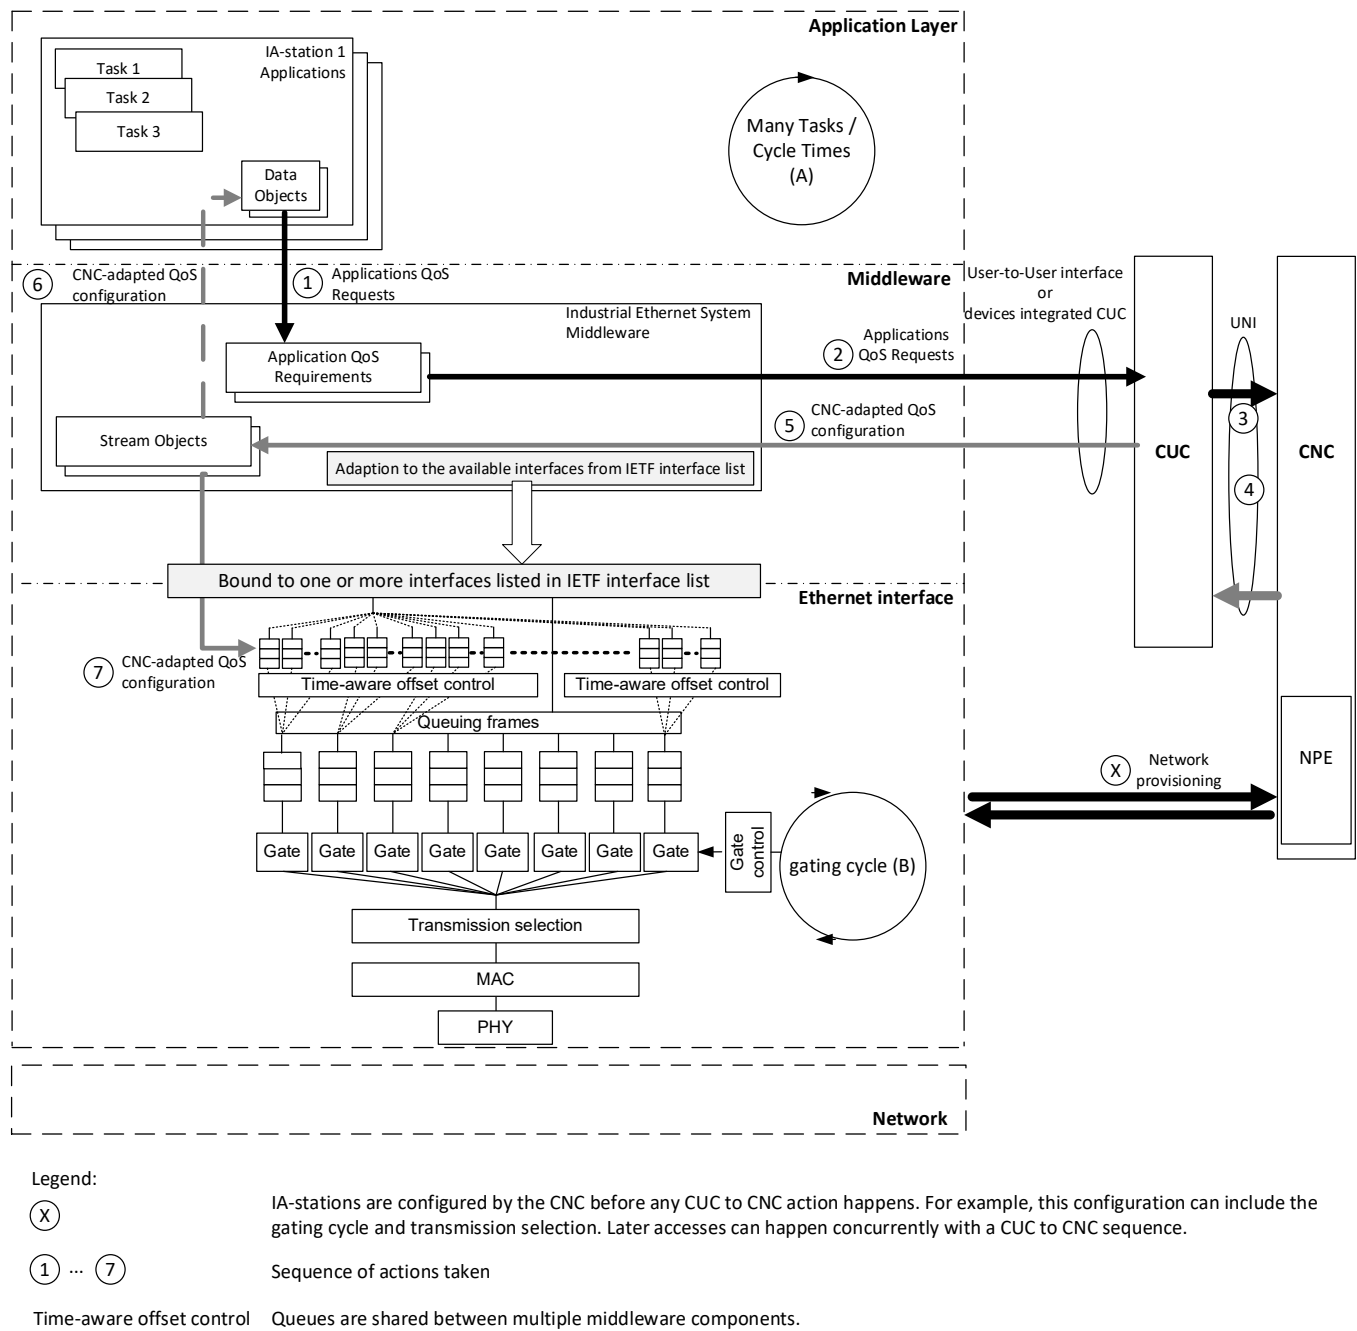 Application Layer
IA-station 1
Applications
Task 1
Task 2
Task 3
Data
Objects
Many Tasks /
Cycle Times
(A)
6
CNC-adapted QoS
configuration
1
Applications QoS
Requests
Middleware
User-to-User interface
or
devices integrated CUC
UNI
Industrial Ethernet System
Middleware
Application QoS
Requirements
2
Applications
QoS Requests
3
Stream Objects
5
CNC-adapted QoS
configuration
CUC
CNC
4
Adaption to the available interfaces from IETF interface list
Bound to one or more interfaces listed in IETF interface list
Ethernet interface
7
CNC-adapted QoS
configuration
Time-aware offset control
Time-aware offset control
Queuing frames
X
Network
provisioning
NPE
Gate
Gate
Gate
Gate
Gate
Gate
Gate
Gate
Gate
control
gating cycle (B)
Transmission selection
MAC
PHY
Network
Legend:
X
IA-stations are configured by the CNC before any CUC to CNC action happens. For example, this configuration can include the
gating cycle and transmission selection. Later accesses can happen concurrently with a CUC to CNC sequence.
1 ... 7
Sequence of actions taken
Time-aware offset control
Queues are shared between multiple middleware components.